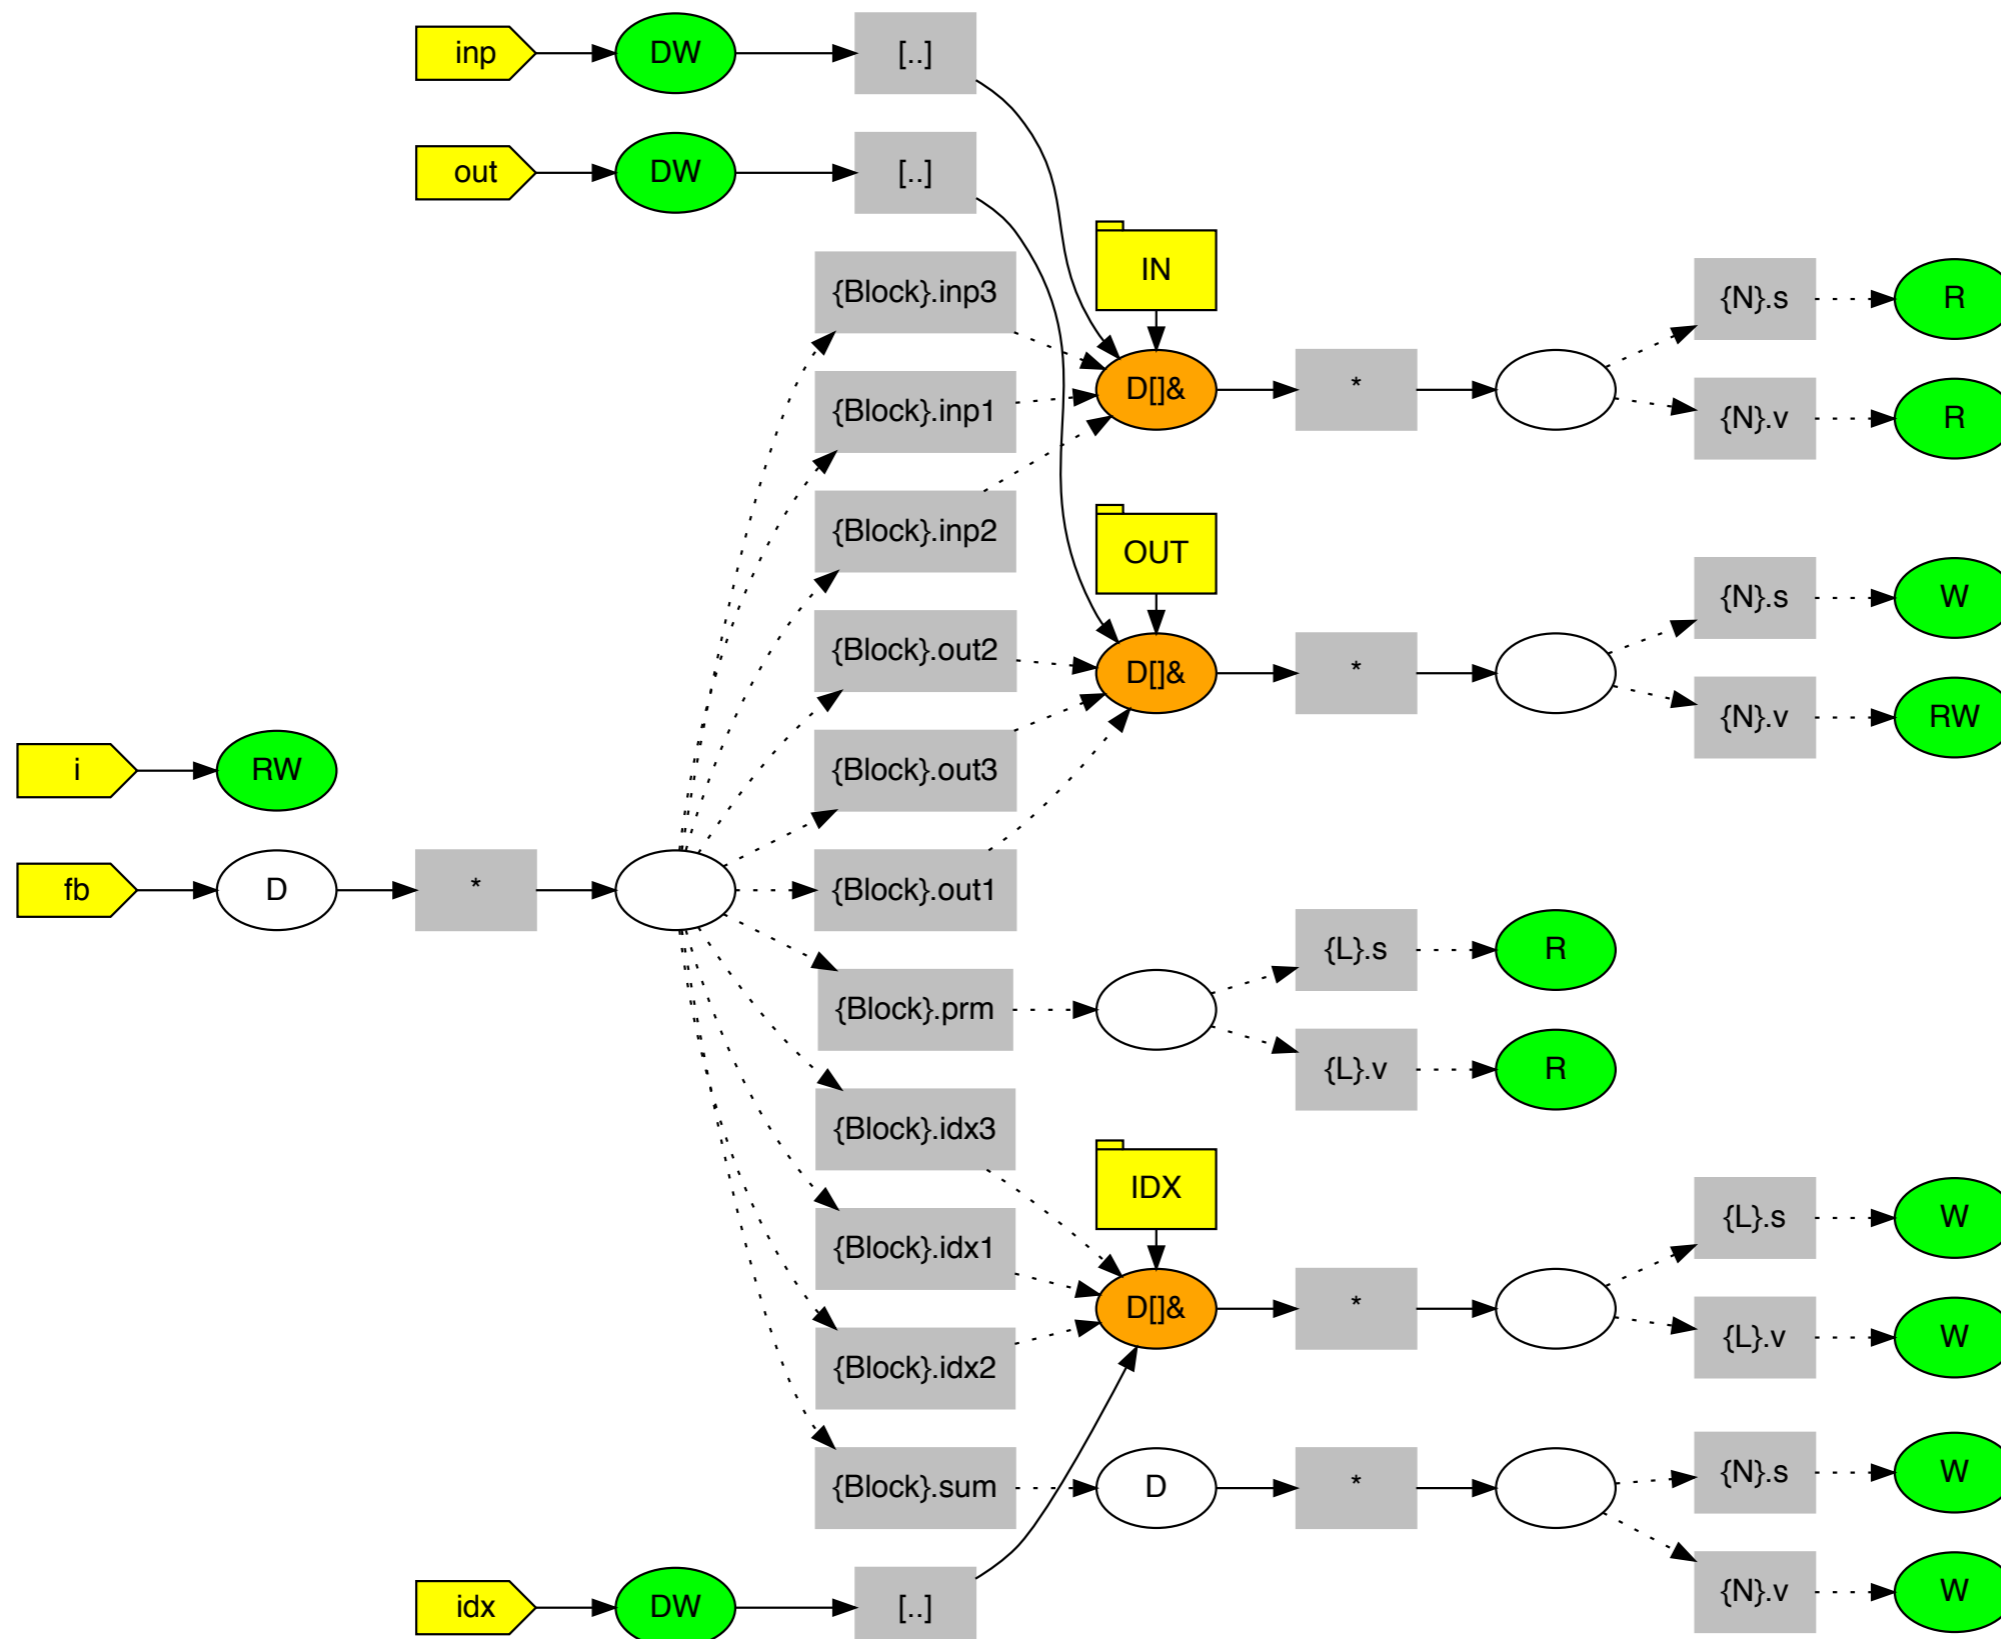 inp
DW
[..]
out
DW
[..]
IN
{Block}.inp3
{N}.s
R
D[]&
*
{Block}.inp1
{N}.v
R
{Block}.inp2
OUT
{N}.s
W
{Block}.out2
D[]&
*
{N}.v
RW
i
RW
{Block}.out3
fb
D
*
{Block}.out1
{L}.s
R
{Block}.prm
{L}.v
R
{Block}.idx3
IDX
{L}.s
W
{Block}.idx1
D[]&
*
{L}.v
W
{Block}.idx2
{N}.s
W
{Block}.sum
D
*
{N}.v
W
idx
DW
[..]